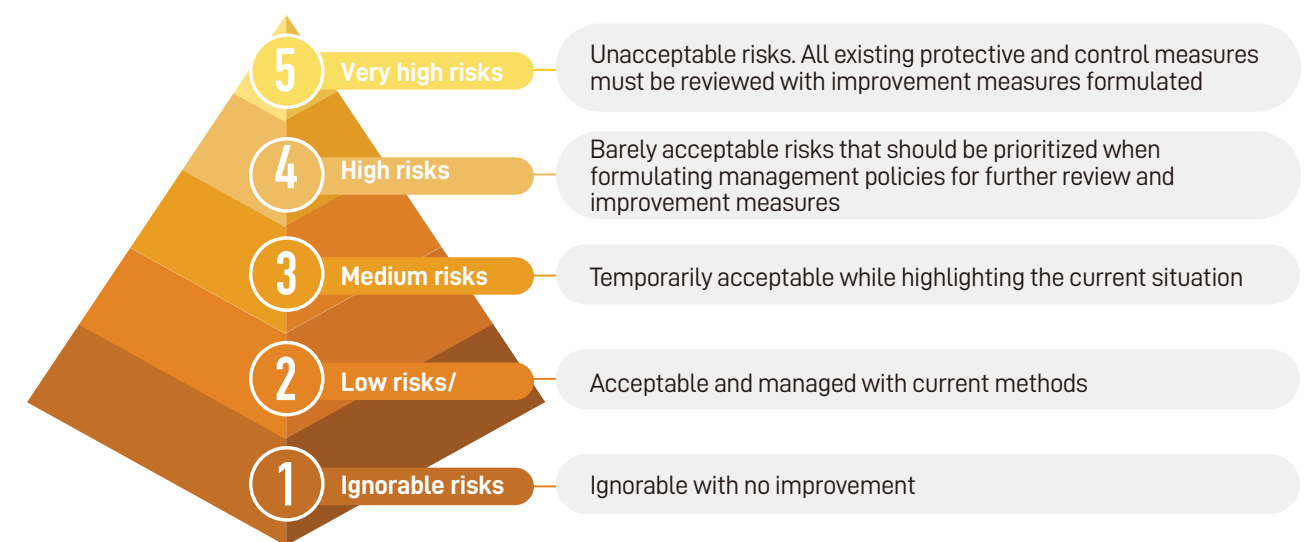 5
Very high risks
Unacceptable risks. All existing protective and control measures
must be reviewed with improvement measures formulated
4
High risks
Barely acceptable risks that should be prioritized when
formulating management policies for further review and
improvement measures
3
Medium risks
Temporarily acceptable while highlighting the current situation
2
Low risks/
Acceptable and managed with current methods
1
Ignorable risks
Ignorable with no improvement